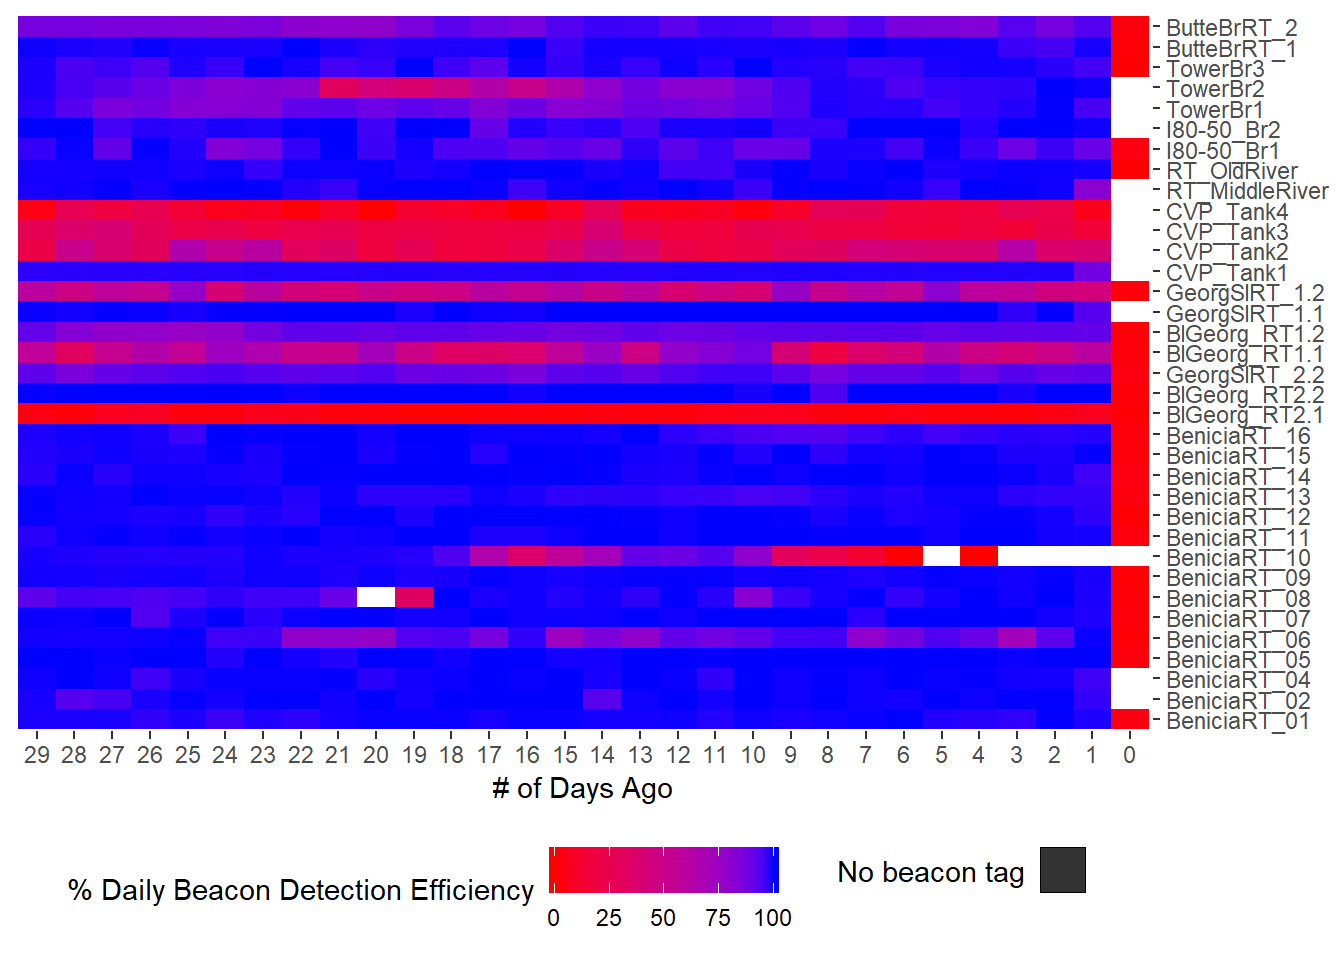 ButteBrRT_2
ButteBrRT_1
TowerBr3
TowerBr2
TowerBr1
I80-50_Br2
I80-50_Br1
RT_OldRiver
RT_MiddleRiver
CVP_Tank4
CVP_Tank3
CVP_Tank2
CVP_Tank1
GeorgSlRT_1.2
GeorgSlRT_1.1
BlGeorg_RT1.2
BlGeorg_RT1.1
GeorgSlRT_2.2
BlGeorg_RT2.2
BlGeorg_RT2.1
BeniciaRT_16
BeniciaRT_15
BeniciaRT_14
BeniciaRT_13
BeniciaRT_12
BeniciaRT_11
BeniciaRT_10
BeniciaRT_09
BeniciaRT_08
BeniciaRT_07
BeniciaRT_06
BeniciaRT_05
BeniciaRT_04
BeniciaRT_02
BeniciaRT_01
29 28 27 26 25 24 23 22 21 20 19 18 17 16 15 14 13 12 11 10 9 8 7 6 5 4 3 2 1 0
# of Days Ago
% Daily Beacon Detection Efficiency
0 25 50 75 100
No beacon tag